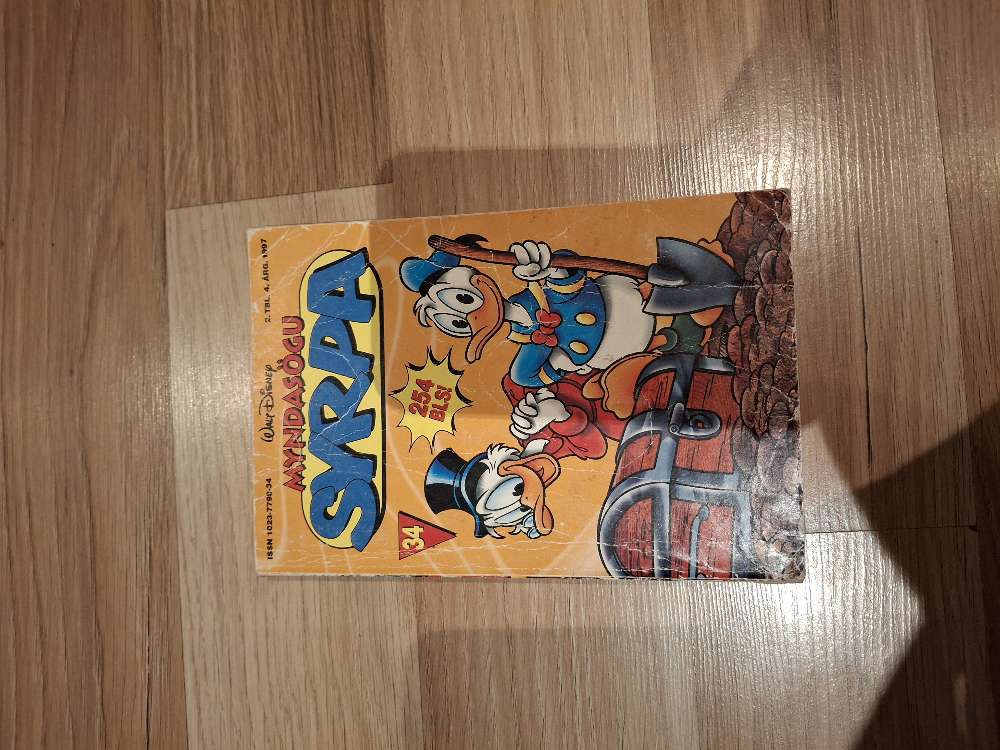 ISSN 1023-7790-34
WALT DISNEY
2. TBL. 4. ÁRG. 1997
MYNDASÖGU
SYRPA
254
BLS!
34